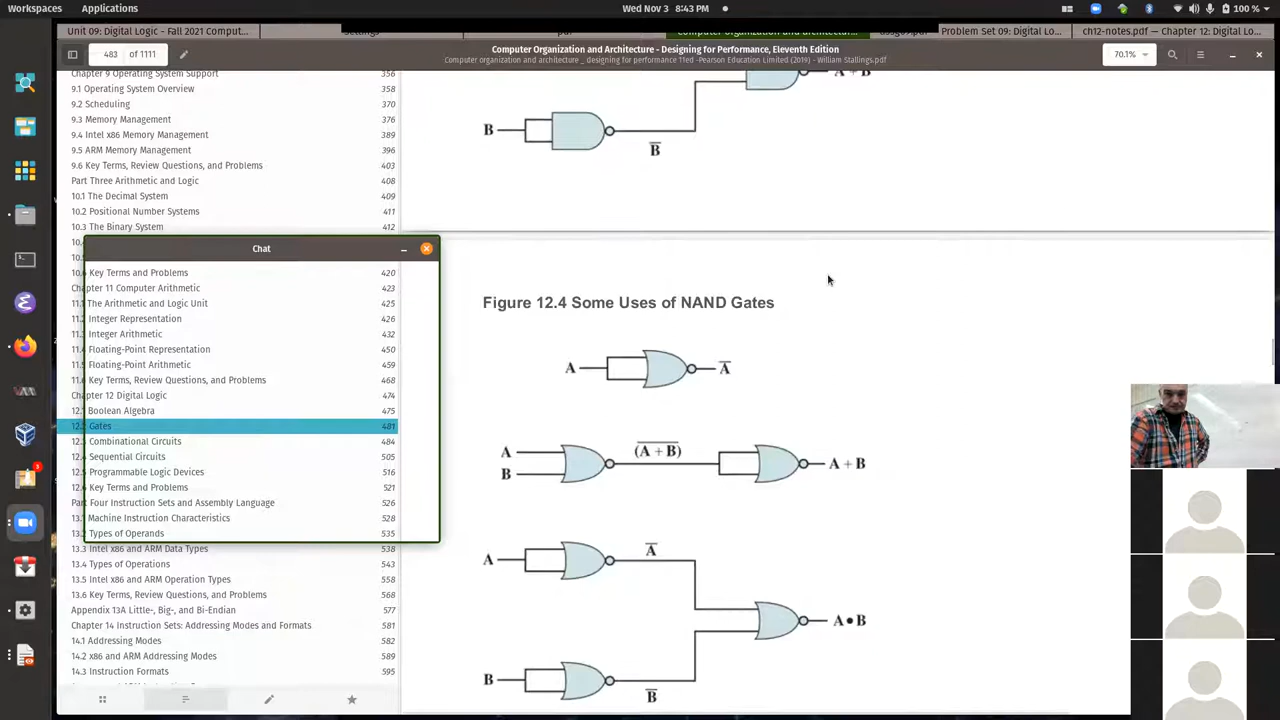 Workspaces Applications Wed Nov 3 8:43 PM 100 %
Unit 09: Digital Logic - Fall 2021 Comput... Problem Set 09: Digital Lo... ch12-notes.pdf — Chapter 12: Digital Lo...
483 of 1111
Computer Organization and Architecture - Designing for Performance, Eleventh Edition
Computer organization and architecture _ designing for performance 11ed -Pearson Education Limited (2019) - William Stallings.pdf
70.1%
Chapter 9 Operating System Support 356
9.1 Operating System Overview 358
9.2 Scheduling 370
9.3 Memory Management 376
9.4 Intel x86 Memory Management 389
9.5 ARM Memory Management 396
9.6 Key Terms, Review Questions, and Problems 403
Part Three Arithmetic and Logic 408
10.1 The Decimal System 409
10.2 Positional Number Systems 411
10.3 The Binary System 412
Chat
Key Terms and Problems 420
Chapter 11 Computer Arithmetic 423
The Arithmetic and Logic Unit 425
Integer Representation 426
Integer Arithmetic 432
Floating-Point Representation 450
Floating-Point Arithmetic 459
Key Terms, Review Questions, and Problems 468
Chapter 12 Digital Logic 474
Boolean Algebra 475
Gates 481
Combinational Circuits 484
Sequential Circuits 505
Programmable Logic Devices 516
Key Terms and Problems 521
Part Four Instruction Sets and Assembly Language 526
Machine Instruction Characteristics 528
Types of Operands 535
13.3 Intel x86 and ARM Data Types 538
13.4 Types of Operations 543
13.5 Intel x86 and ARM Operation Types 558
13.6 Key Terms, Review Questions, and Problems 568
Appendix 13A Little-, Big-, and Bi-Endian 577
Chapter 14 Instruction Sets: Addressing Modes and Formats 581
14.1 Addressing Modes 582
14.2 x86 and ARM Addressing Modes 589
14.3 Instruction Formats 595
A + B
B
B̅
Figure 12.4 Some Uses of NAND Gates
A A̅
A
B
(A + B)̅
A + B
A A̅
A • B
B B̅